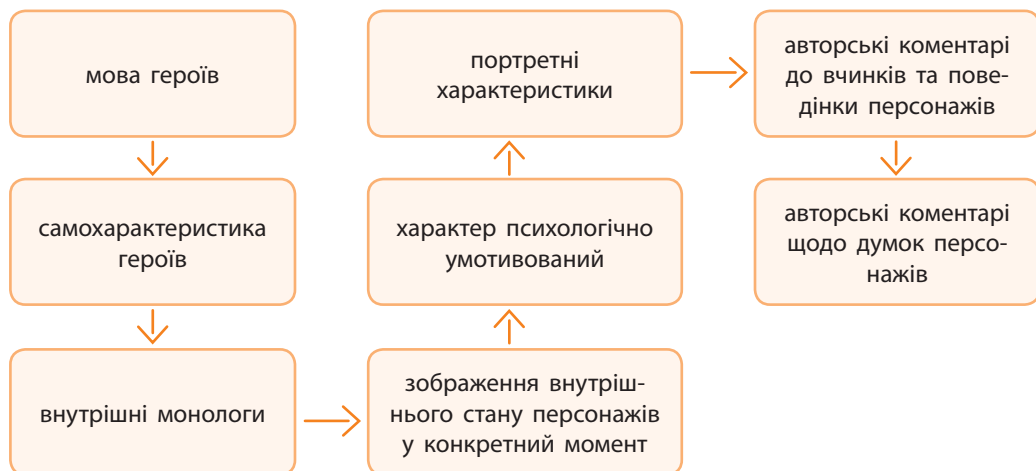 мова героїв
самохарактеристика
героїв
внутрішні монологи
зображення внутріш-
нього стану персонажів
у конкретний момент
характер психологічно
умотивований
портретні
характеристики
авторські коментарі
до вчинків та пове-
дінки персонажів
авторські коментарі
щодо думок персо-
нажів